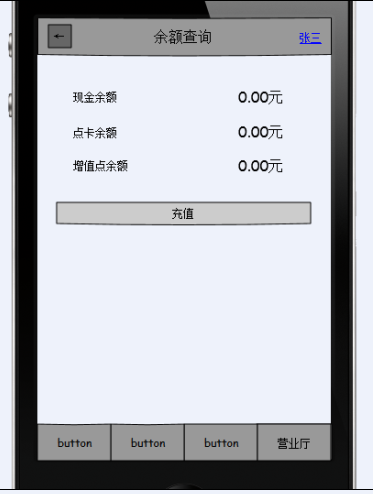 ← 余额查询 张三
现金余额 0.00元
点卡余额 0.00元
增值点余额 0.00元
充值
button button button 营业厅